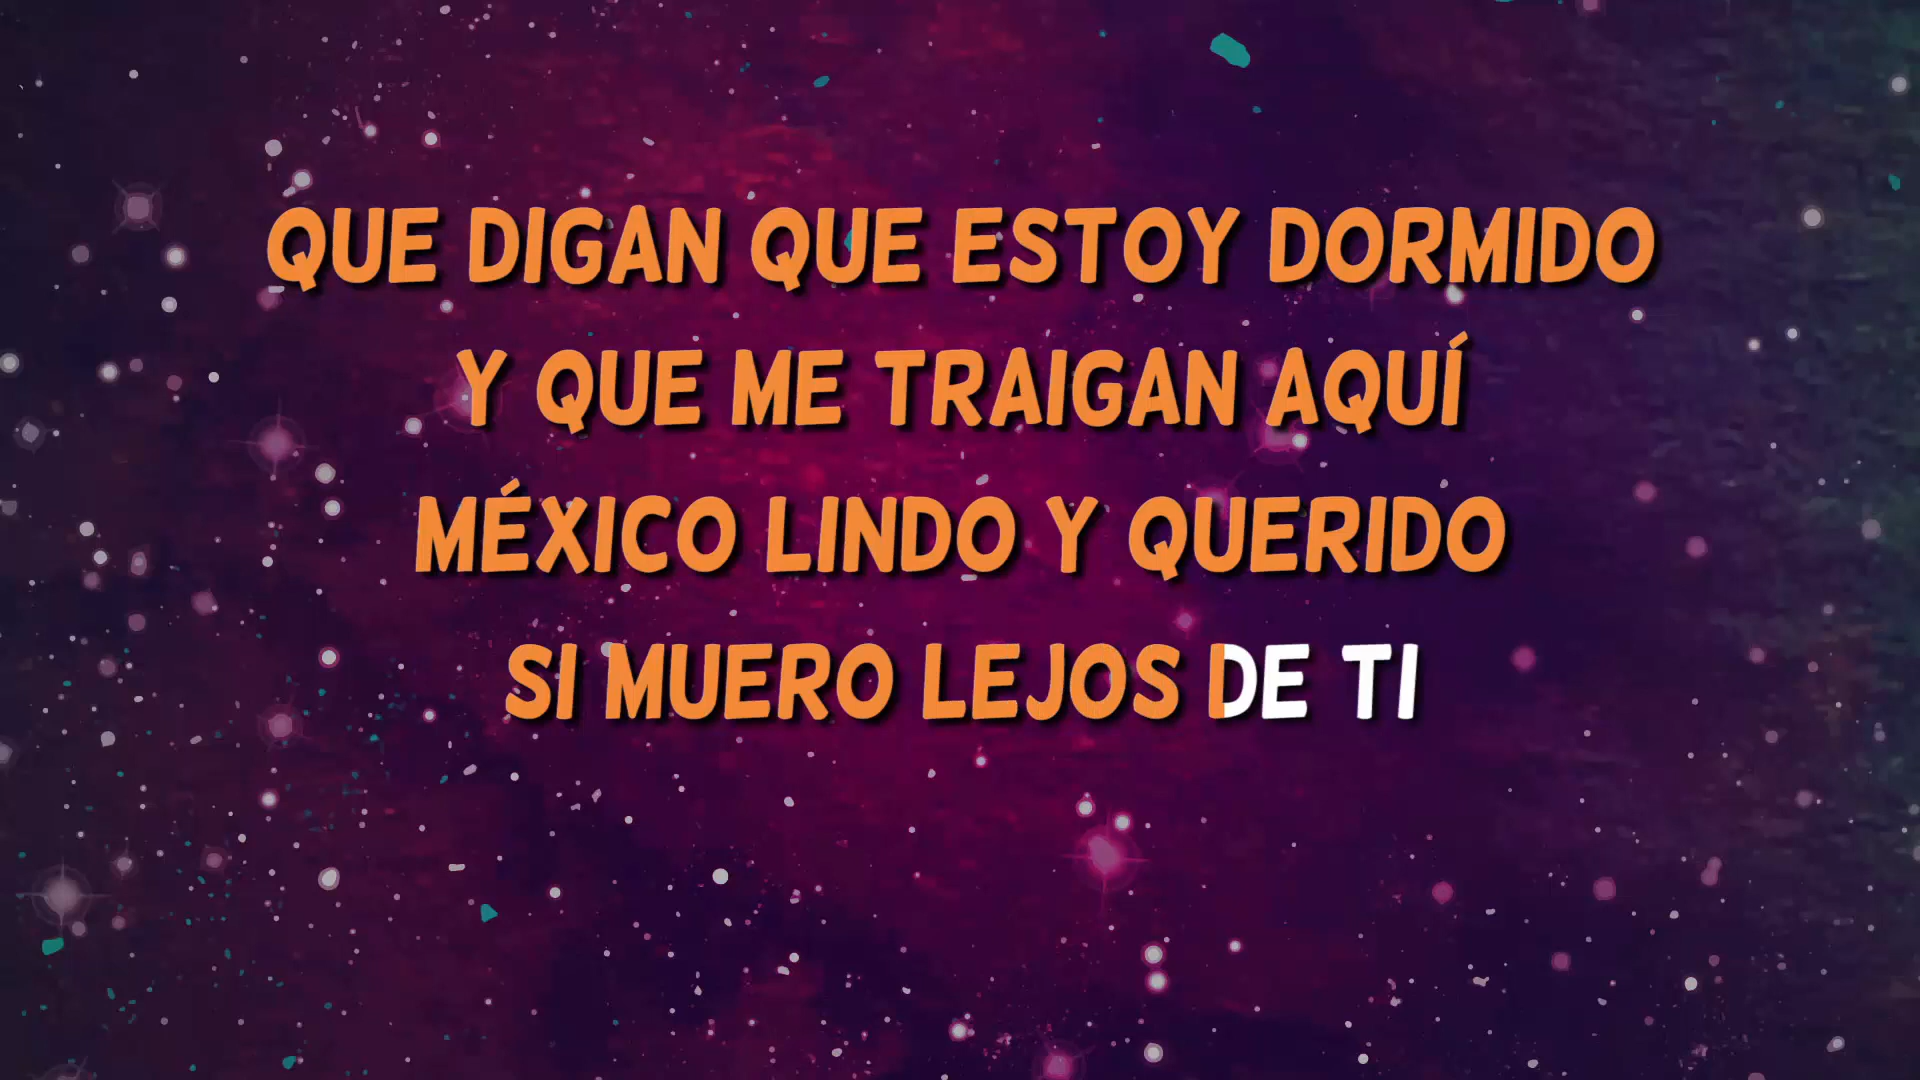 QUE DIGAN QUE ESTOY DORMIDO
Y QUE ME TRAIGAN AQUÍ
MÉXICO LINDO Y QUERIDO
SI MUERO LEJOS DE TI